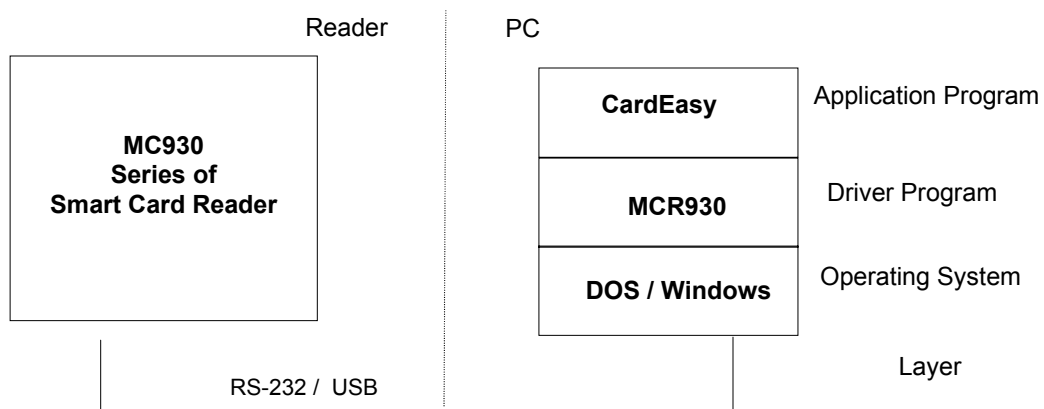 Reader
PC
MC930
Series of
Smart Card Reader
CardEasy
Application Program
MCR930
Driver Program
DOS / Windows
Operating System
Layer
RS-232 / USB